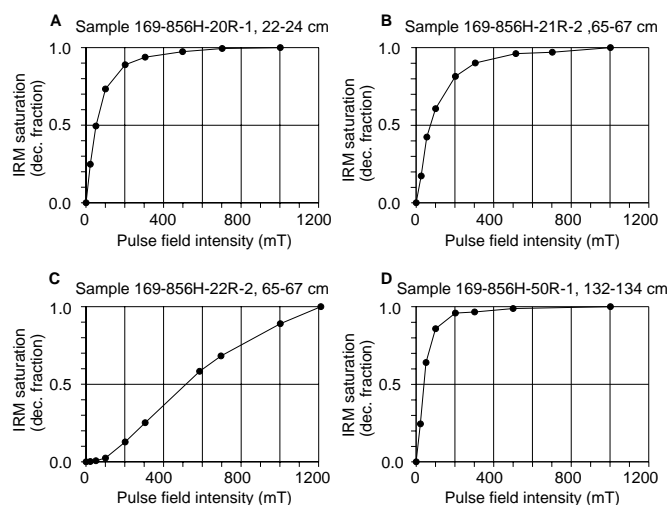 A Sample 169-856H-20R-1, 22-24 cm
1.0
0.5
0.0
IRM saturation
(dec. fraction)
0 400 800 1200
Pulse field intensity (mT)
B Sample 169-856H-21R-2 ,65-67 cm
1.0
0.5
0.0
IRM saturation
(dec. fraction)
0 400 800 1200
Pulse field intensity (mT)
C Sample 169-856H-22R-2, 65-67 cm
1.0
0.5
0.0
IRM saturation
(dec. fraction)
0 400 800 1200
Pulse field intensity (mT)
D Sample 169-856H-50R-1, 132-134 cm
1.0
0.5
0.0
IRM saturation
(dec. fraction)
0 400 800 1200
Pulse field intensity (mT)